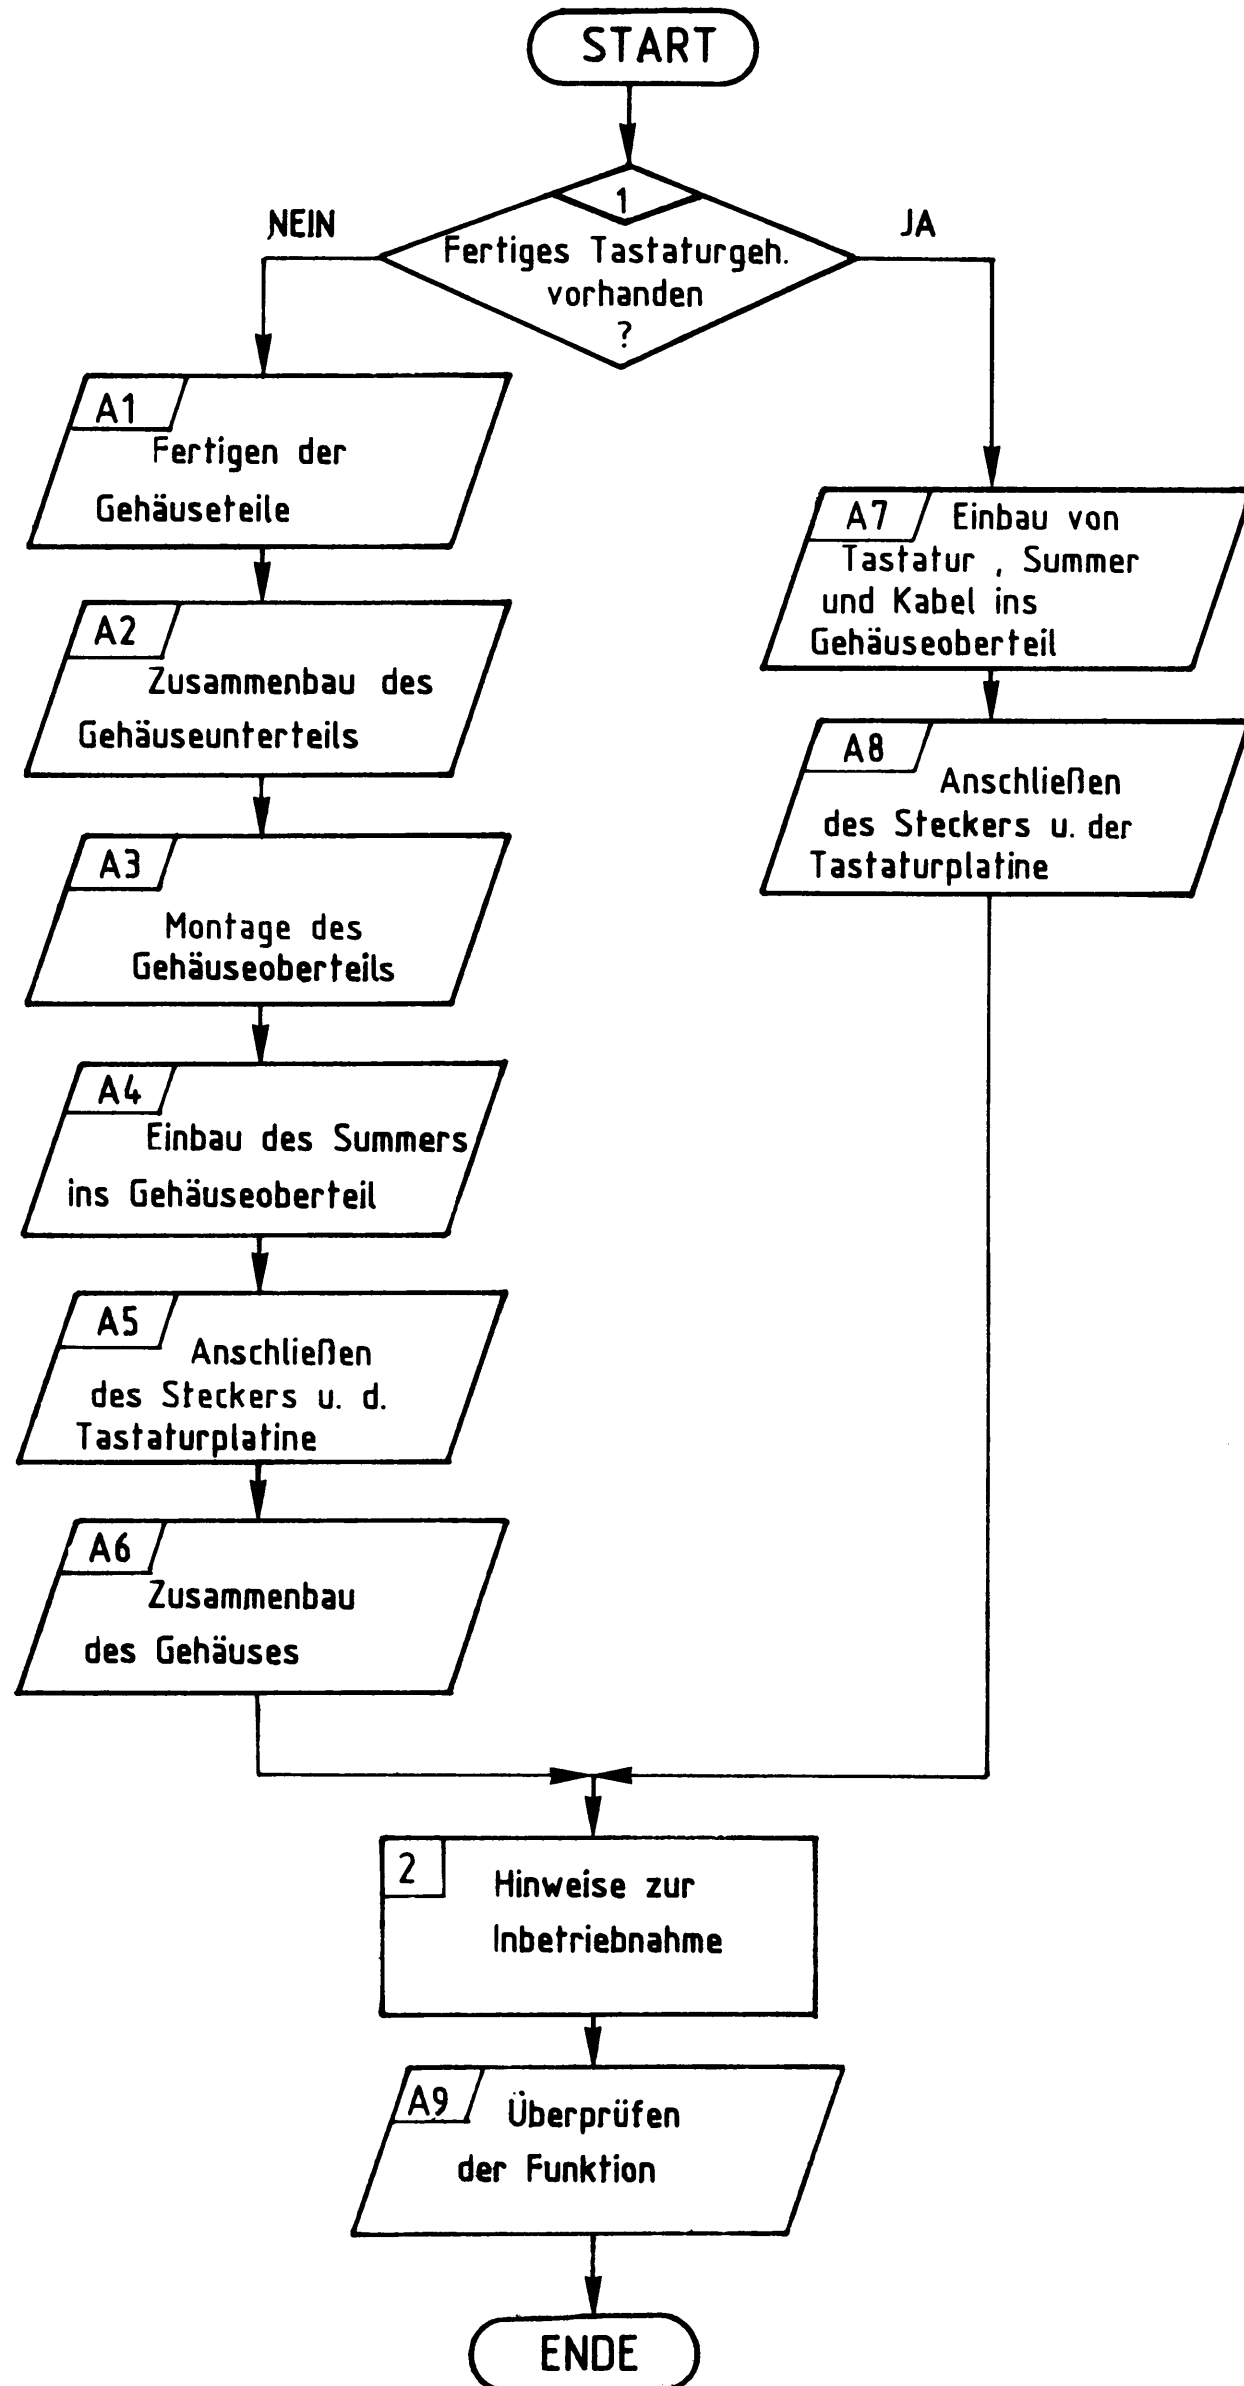 START
1
NEIN
JA
Fertiges Tastaturgeh.
vorhanden
?
A1
Fertigen der
Gehäuseteile
A2
Zusammenbau des
Gehäuseunterteils
A3
Montage des
Gehäuseoberteils
A4
Einbau des Summers
ins Gehäuseoberteil
A5
Anschließen
des Steckers u. d.
Tastaturplatine
A6
Zusammenbau
des Gehäuses
A7 Einbau von
Tastatur , Summer
und Kabel ins
Gehäuseoberteil
A8
Anschließen
des Steckers u. der
Tastaturplatine
2
Hinweise zur
Inbetriebnahme
A9
Überprüfen
der Funktion
ENDE